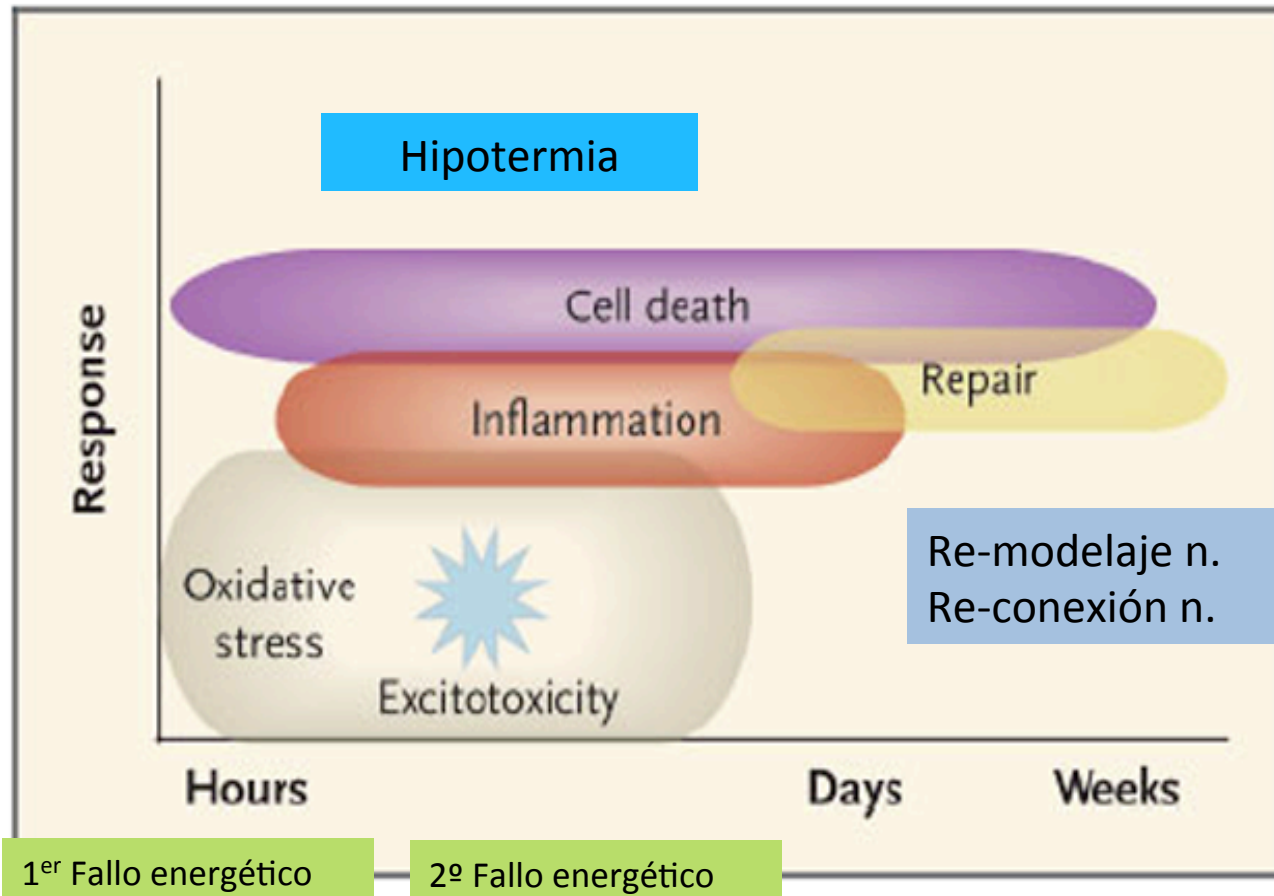 Hipotermia
Cell death
Repair
Inflammation
Response
Re-modelaje n.
Re-conexión n.
Oxidative
stress
Excitotoxicity
Hours
Days
Weeks
1er Fallo energético
2º Fallo energético